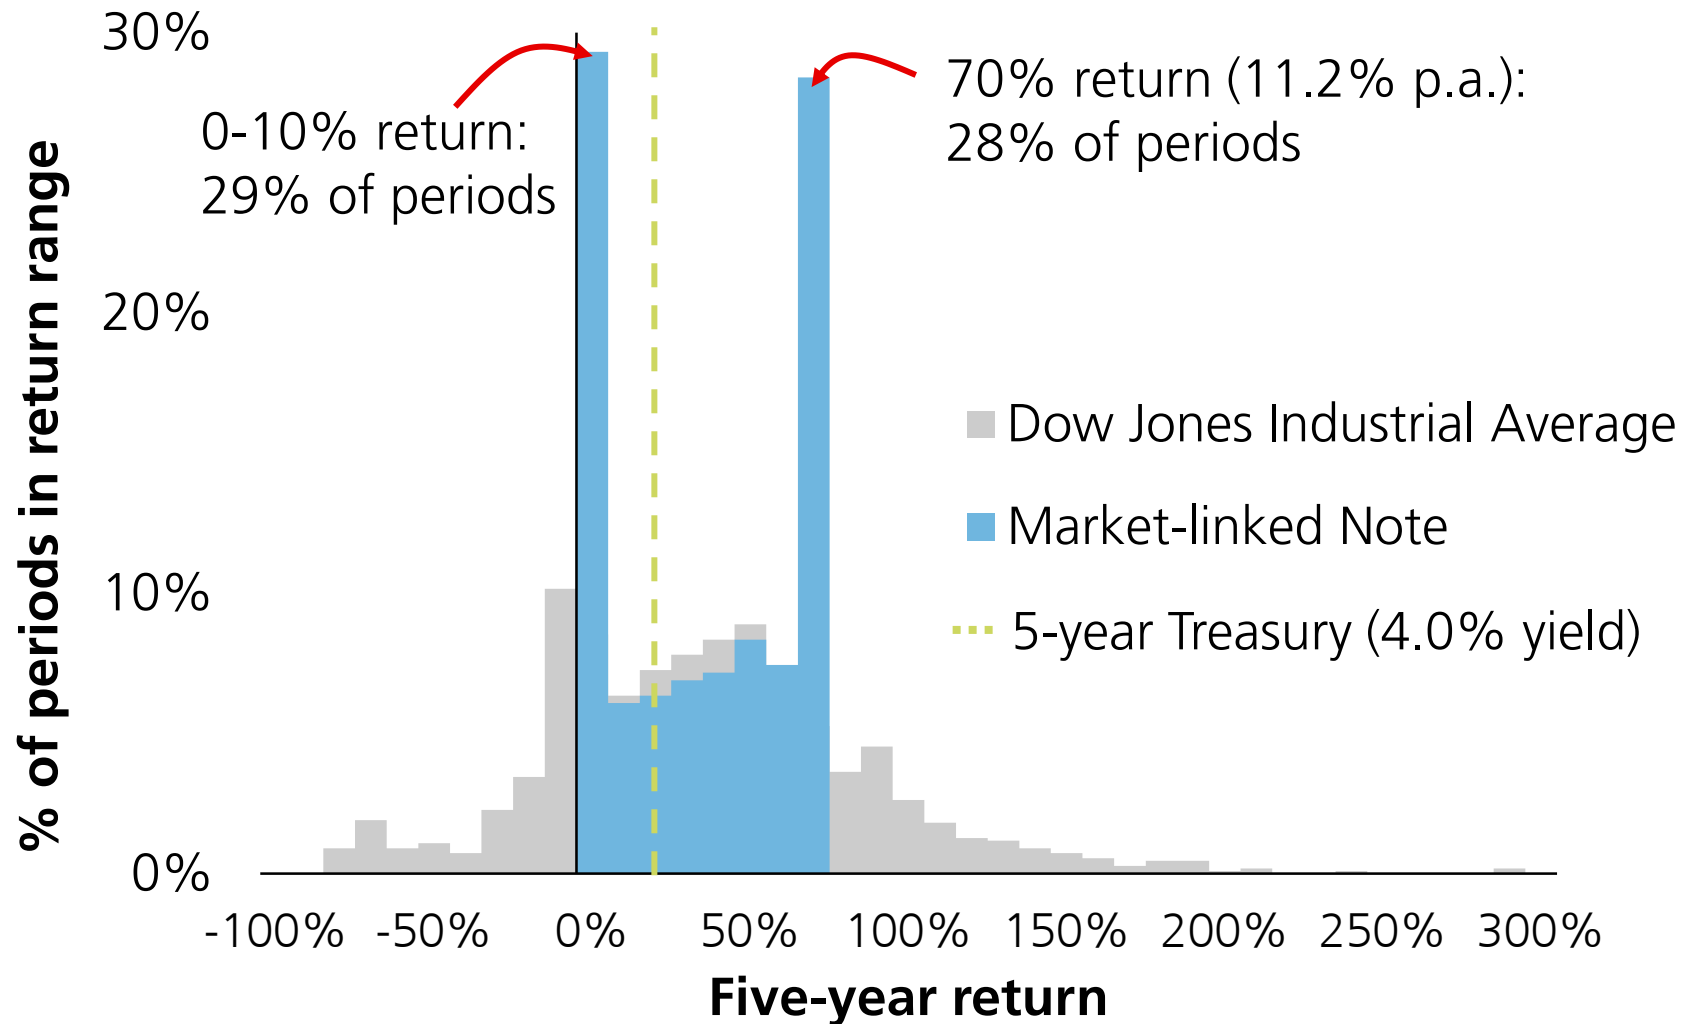 % of periods in return range
30%
20%
10%
0%
0-10% return:
29% of periods
70% return (11.2% p.a.):
28% of periods
Dow Jones Industrial Average
Market-linked Note
5-year Treasury (4.0% yield)
-100% -50% 0% 50% 100% 150% 200% 250% 300%
Five-year return